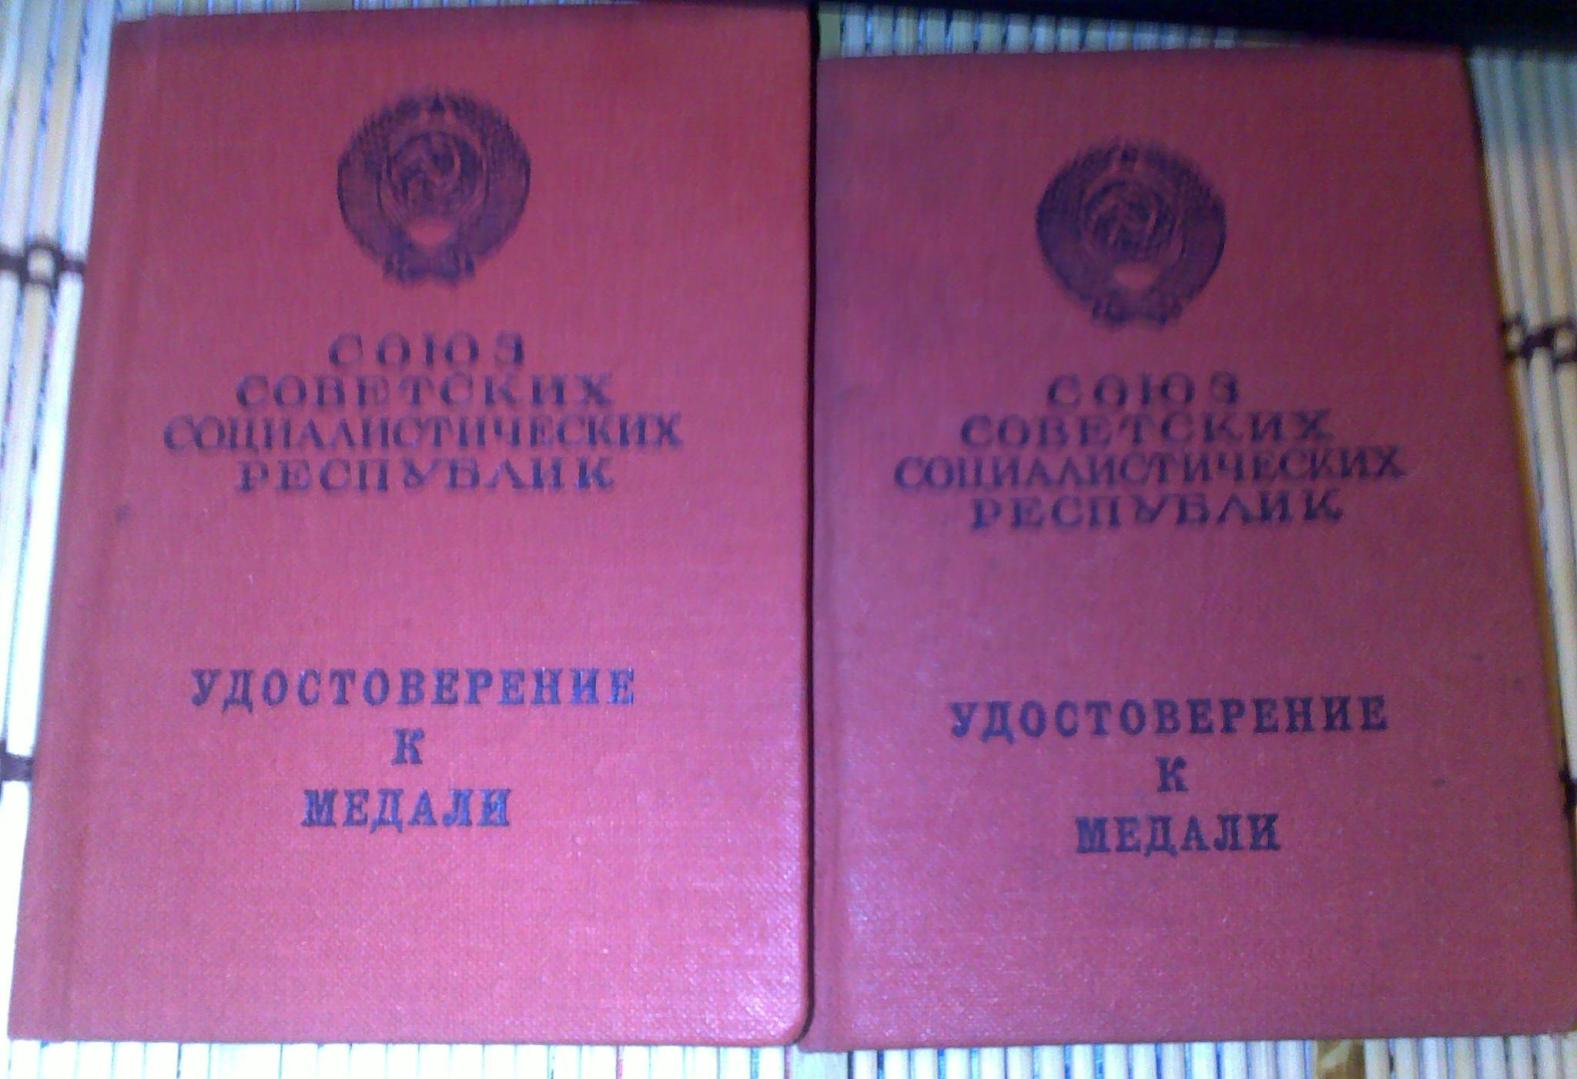 СОЮЗ
СОВЕТСКИХ
СОЦИАЛИСТИЧЕСКИХ
РЕСПУБЛИК
УДОСТОВЕРЕНИЕ
К
МЕДАЛИ
СОЮЗ
СОВЕТСКИХ
СОЦИАЛИСТИЧЕСКИХ
РЕСПУБЛИК
УДОСТОВЕРЕНИЕ
К
МЕДАЛИ